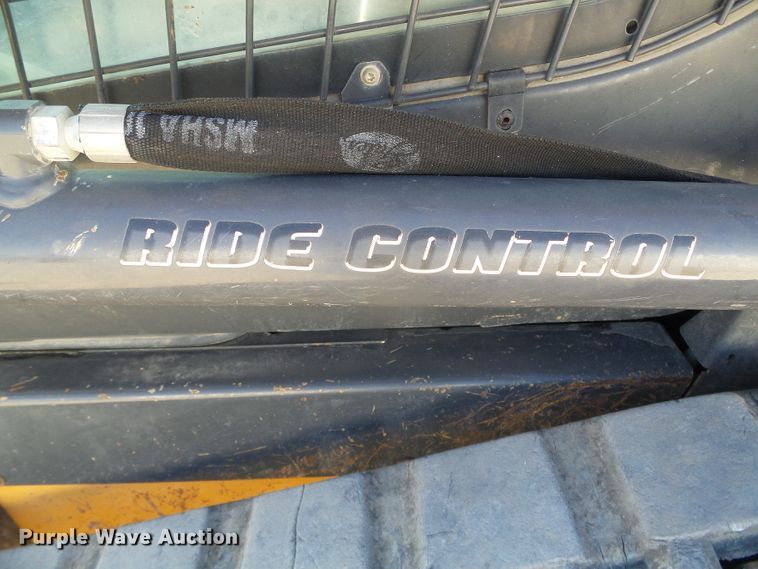 MSHA
RIDE CONTROL
Purple Wave Auction